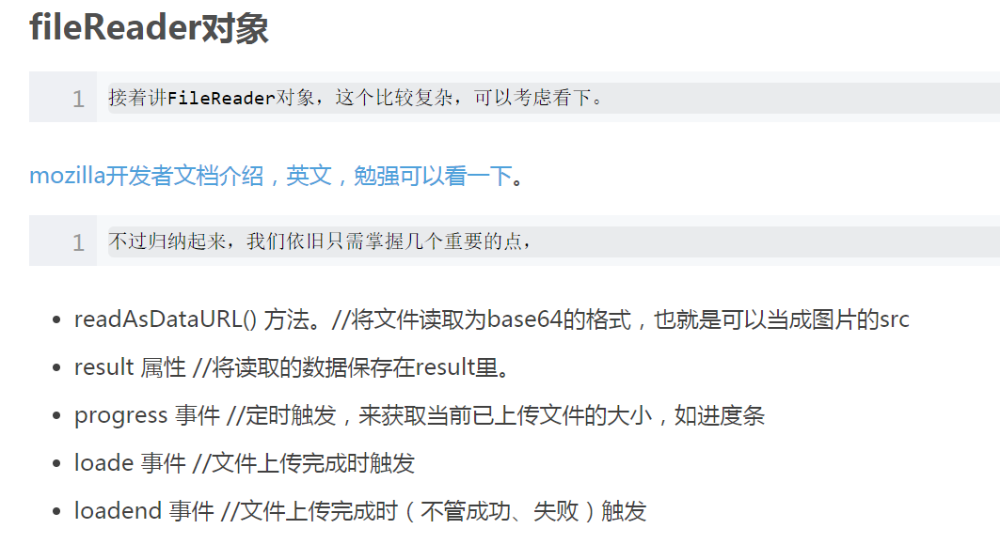 fileReader对象
1 接着讲FileReader对象，这个比较复杂，可以考虑看下。
mozilla开发者文档介绍，英文，勉强可以看一下。
1 不过归纳起来，我们依旧只需掌握几个重要的点，
• readAsDataURL() 方法。//将文件读取为base64的格式，也就是可以当成图片的src
• result 属性 //将读取的数据保存在result里。
• progress 事件 //定时触发，来获取当前已上传文件的大小，如进度条
• loade 事件 //文件上传完成时触发
• loadend 事件 //文件上传完成时（不管成功、失败）触发